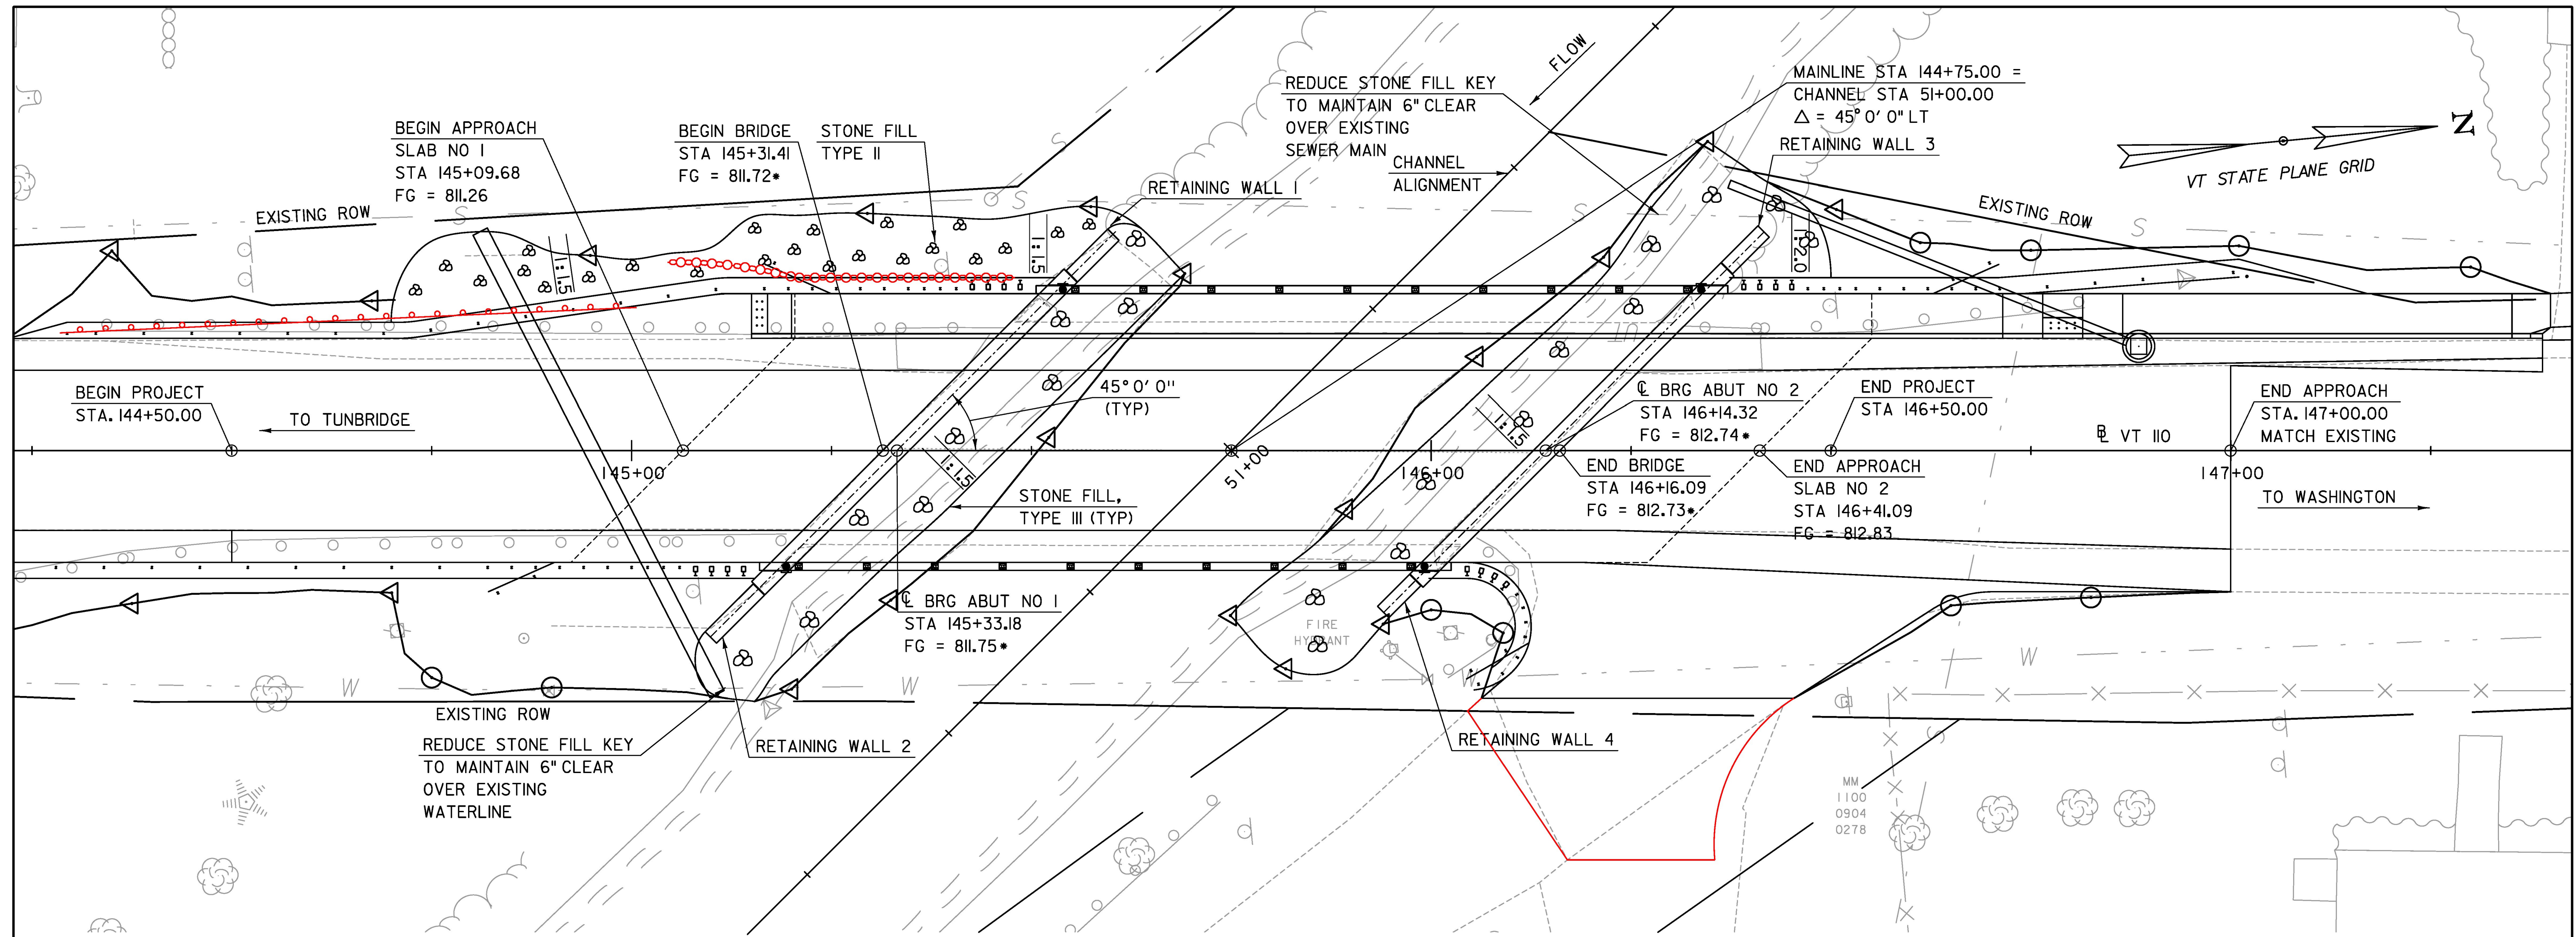 BEGIN APPROACH
SLAB NO 1
STA 145+09.68
FG = 811.26
BEGIN BRIDGE
STA 145+31.41
FG = 811.72*
STONE FILL
TYPE II
REDUCE STONE FILL KEY
TO MAINTAIN 6" CLEAR
OVER EXISTING
SEWER MAIN
FLOW
CHANNEL
ALIGNMENT
MAINLINE STA 144+75.00 =
CHANNEL STA 51+00.00
Δ = 45° 0' 0" LT
RETAINING WALL 3
Z
VT STATE PLANE GRID
EXISTING ROW
S
S
S
RETAINING WALL 1
S
EXISTING ROW
S
S
1:1.5
1:1.5
1:2.0
BEGIN PROJECT
STA. 144+50.00
TO TUNBRIDGE
45° 0' 0"
(TYP)
1:1.5
1:1.5
℄ BRG ABUT NO 2
STA 146+14.32
FG = 812.74*
END PROJECT
STA 146+50.00
END APPROACH
STA. 147+00.00
MATCH EXISTING
℄ VT 110
145+00
51+00
146+00
147+00
STONE FILL,
TYPE III (TYP)
END BRIDGE
STA 146+16.09
FG = 812.73*
END APPROACH
SLAB NO 2
STA 146+41.09
FG = 812.83
TO WASHINGTON
℄ BRG ABUT NO 1
STA 145+33.18
FG = 811.75*
FIRE
HYDRANT
W
W
W
W
EXISTING ROW
REDUCE STONE FILL KEY
TO MAINTAIN 6" CLEAR
OVER EXISTING
WATERLINE
RETAINING WALL 2
RETAINING WALL 4
S
MM
1100
0904
0278